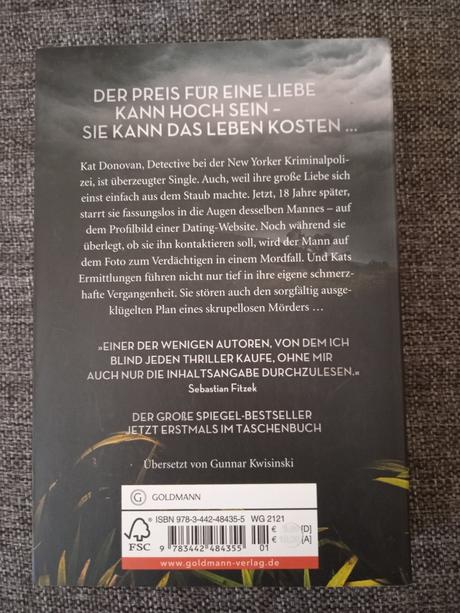 DER PREIS FÜR EINE LIEBE
KANN HOCH SEIN –
SIE KANN DAS LEBEN KOSTEN ...
Kat Donovan, Detective bei der New Yorker Kriminalpoli-
zei, ist überzeugter Single. Auch, weil ihre große Liebe sich
einst einfach aus dem Staub machte. Jetzt, 18 Jahre später,
starrt sie fassungslos in die Augen desselben Mannes – auf
dem Profilbild einer Dating-Website. Noch während sie
überlegt, ob sie ihn kontaktieren soll, wird der Mann auf
dem Foto zum Verdächtigen in einem Mordfall. Und Kats
Ermittlungen führen nicht nur tief in ihre eigene schmerz-
hafte Vergangenheit. Sie stören auch den sorgfältig ausge-
klügelten Plan eines skrupellosen Mörders ...
»EINER DER WENIGEN AUTOREN, VON DEM ICH
BLIND JEDEN THRILLER KAUFE, OHNE MIR
AUCH NUR DIE INHALTSANGABE DURCHZULESEN.«
Sebastian Fitzek
DER GROSSE SPIEGEL-BESTSELLER
JETZT ERSTMALS IM TASCHENBUCH
Übersetzt von Gunnar Kwisinski
G GOLDMANN
ISBN 978-3-442-48435-5 WG 2121
€ [D]
€ [A]
FSC
9 783442 484355 01
www.goldmann-verlag.de